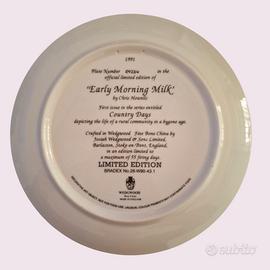 1991
Plate Number 0922A in the
official limited edition of
'Early Morning Milk'
by Chris Howells
First issue in the series entitled
Country Days
depicting the life of a rural community in a bygone age.
Crafted in Wedgwood Fine Bone China by
Josiah Wedgwood & Sons Limited,
Barlaston, Stoke-on-Trent, England,
in an edition limited to
a maximum of 55 firing days.
LIMITED EDITION
BRADEX No.26-W90-43.1
WEDGWOOD
subito